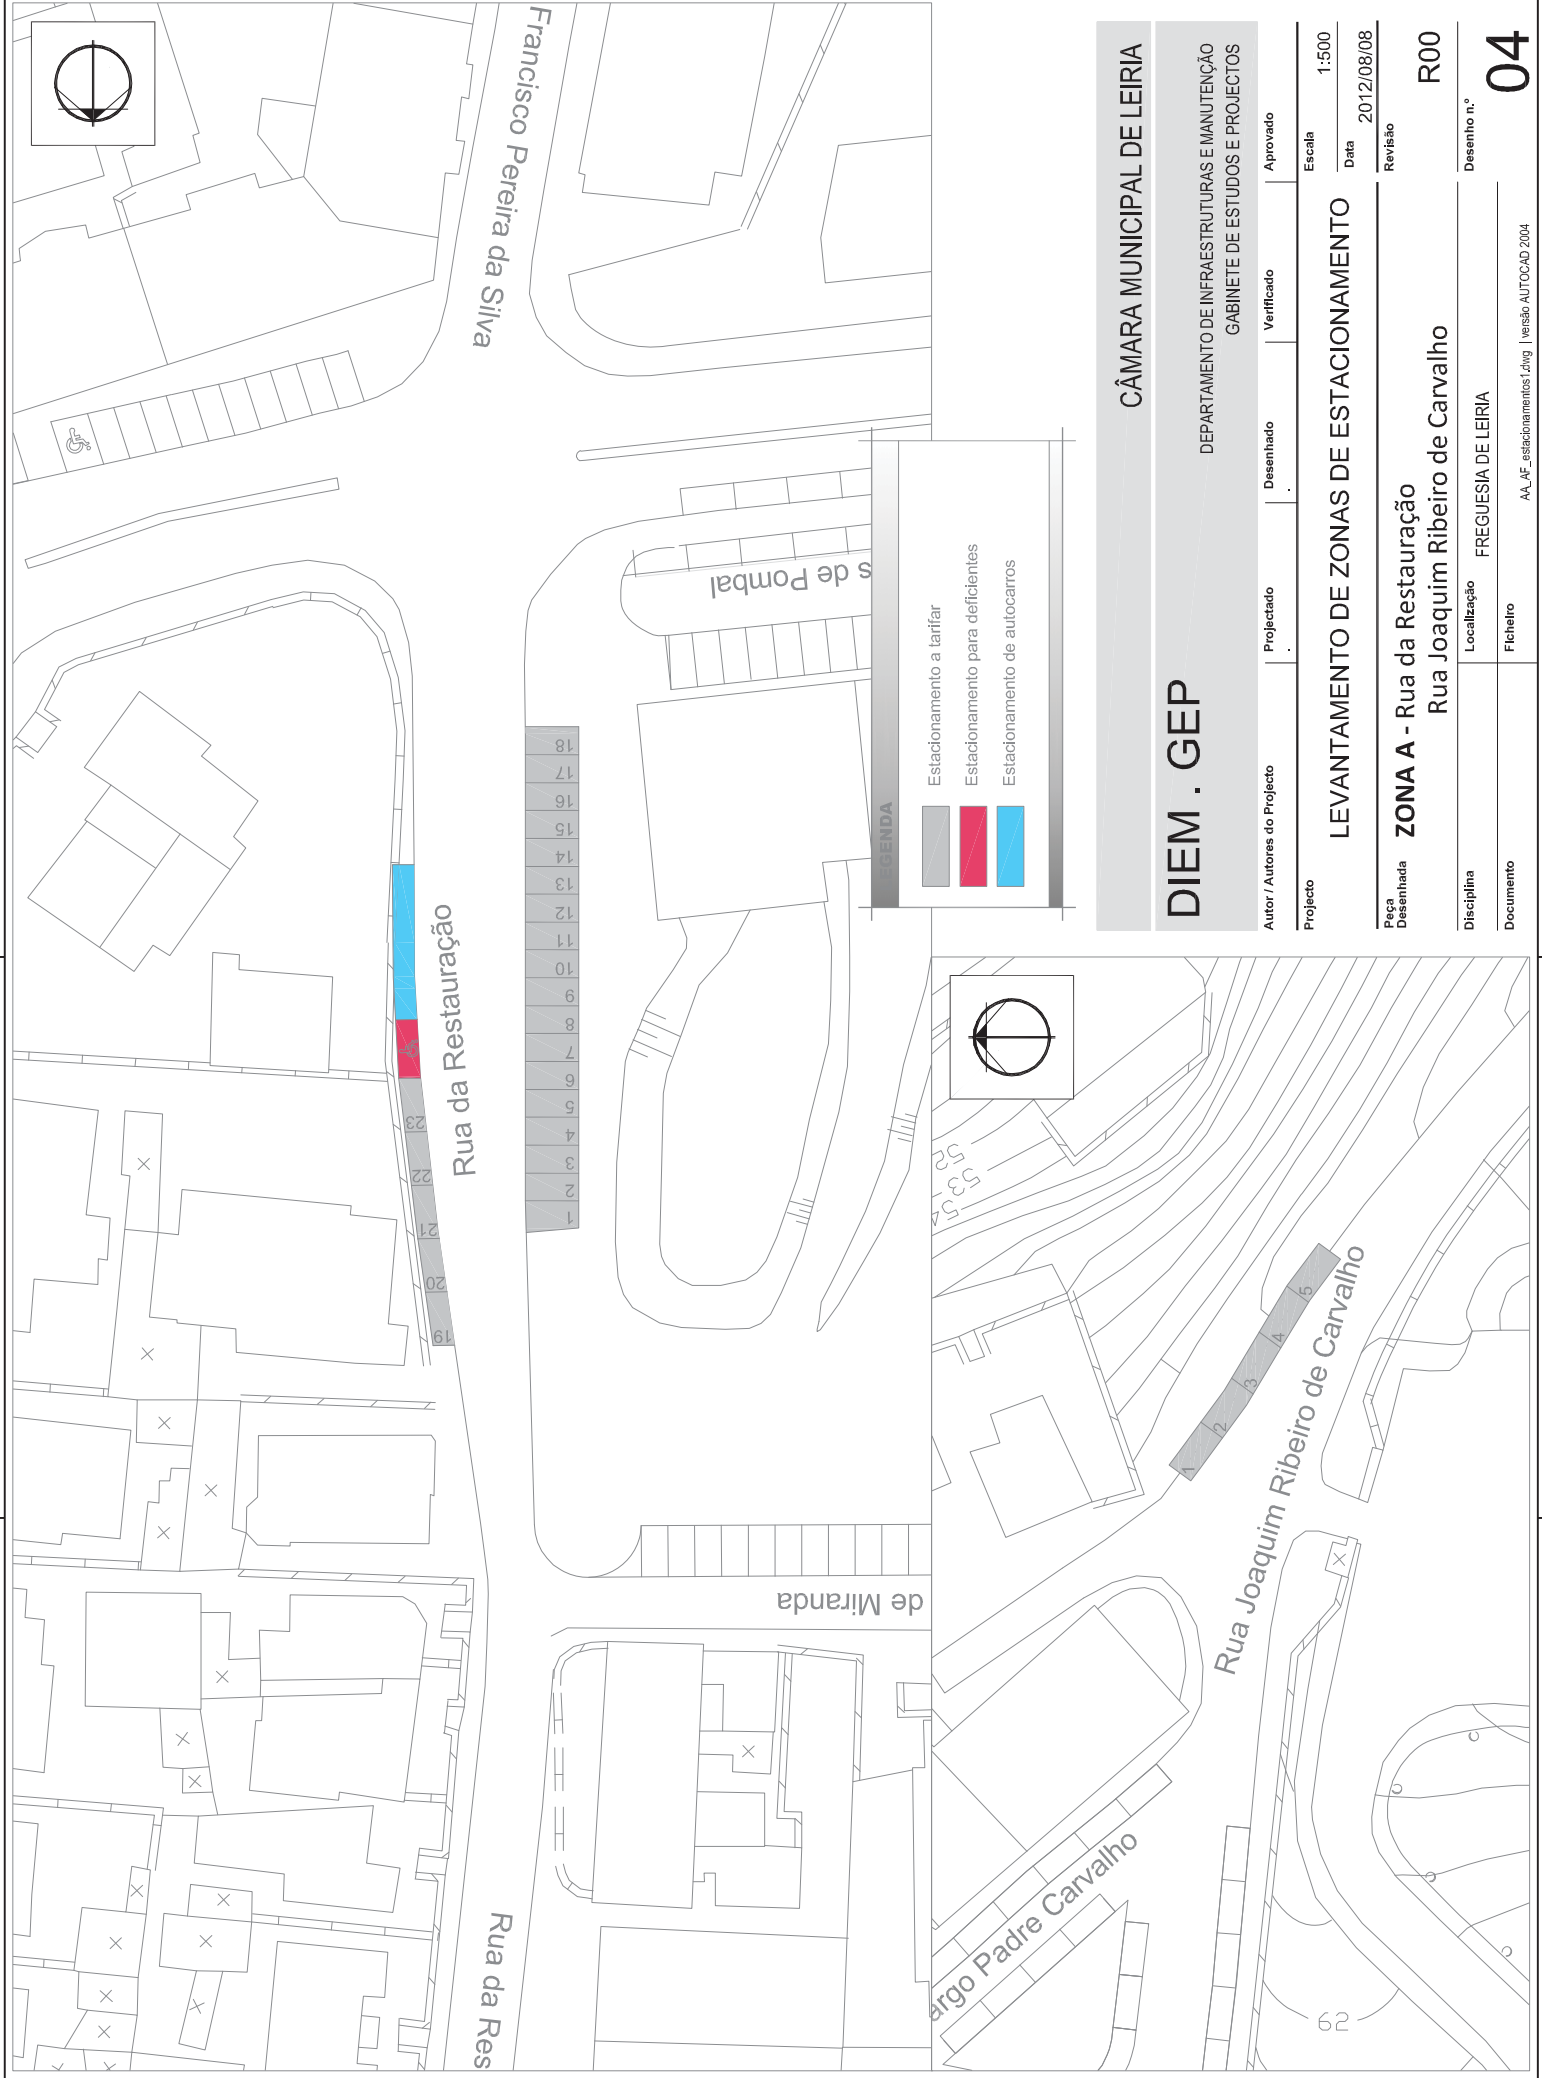 Francisco Pereira da Silva
s de Pombal
Rua da Restauração
1
2
3
4
5
6
7
8
9
10
11
12
13
14
15
16
17
18
19
20
21
22
23
de Miranda
Rua da Res
EGENDA
Estacionamento a tarifar
Estacionamento para deficientes
Estacionamento de autocarros
52
53
54
1
2
3
4
5
Rua Joaquim Ribeiro de Carvalho
argo Padre Carvalho
62
CÂMARA MUNICIPAL DE LEIRIA
DIEM . GEP
DEPARTAMENTO DE INFRAESTRUTURAS E MANUTENÇÃO
GABINETE DE ESTUDOS E PROJECTOS
Autor / Autores do Projecto
Projectado
.
Desenhado
.
Verificado
Aprovado
Projecto
LEVANTAMENTO DE ZONAS DE ESTACIONAMENTO
Escala
1:500
Data
2012/08/08
Peça
Desenhada
ZONA A - Rua da Restauração
Rua Joaquim Ribeiro de Carvalho
Revisão
R00
Disciplina
Localização
FREGUESIA DE LEIRIA
Desenho n.º
04
Documento
Ficheiro
AA_AF_estacionamentos1.dwg | versão AUTOCAD 2004